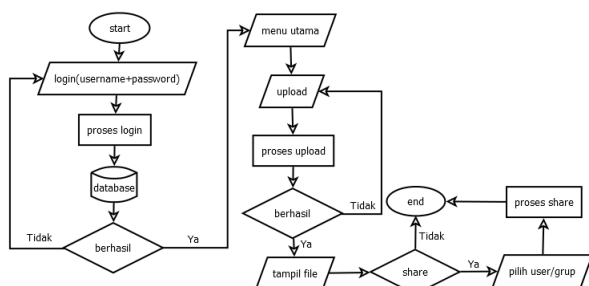 start
login(username+password)
proses login
database
berhasil
Tidak
Ya
menu utama
upload
proses upload
berhasil
Tidak
Ya
tampil file
share
Tidak
end
Ya
pilih user/grup
proses share